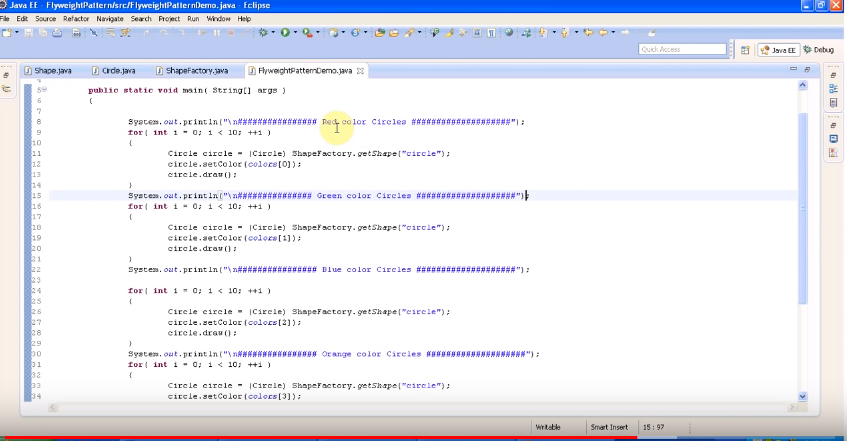 Java EE - FlyweightPattern/src/FlyweightPatternDemo.java - Eclipse
File Edit Source Refactor Navigate Search Project Run Window Help
Quick Access Java EE Debug
Shape.java Circle.java ShapeFactory.java FlyweightPatternDemo.java
4
5 public static void main( String[] args )
6 {
7
8 System.out.println("\n################ Red color Circles ####################");
9 for( int i = 0; i < 10; ++i )
10 {
11 Circle circle = (Circle) ShapeFactory.getShape("circle");
12 circle.setColor(colors[0]);
13 circle.draw();
14 }
15 System.out.println("\n############### Green color Circles ####################");
16 for( int i = 0; i < 10; ++i )
17 {
18 Circle circle = (Circle) ShapeFactory.getShape("circle");
19 circle.setColor(colors[1]);
20 circle.draw();
21 }
22 System.out.println("\n################ Blue color Circles ####################");
23
24 for( int i = 0; i < 10; ++i )
25 {
26 Circle circle = (Circle) ShapeFactory.getShape("circle");
27 circle.setColor(colors[2]);
28 circle.draw();
29 }
30 System.out.println("\n################ Orange color Circles ####################");
31 for( int i = 0; i < 10; ++i )
32 {
33 Circle circle = (Circle) ShapeFactory.getShape("circle");
34 circle.setColor(colors[3]);
Writable Smart Insert 15 : 97